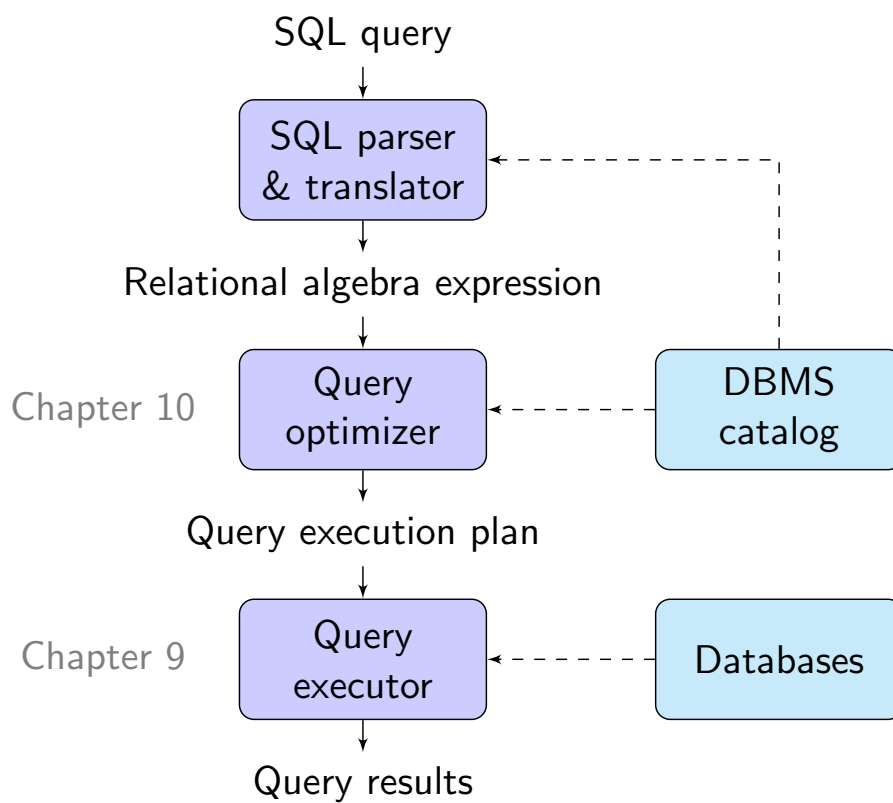 SQL query
SQL parser
& translator
Relational algebra expression
Chapter 10
Query
optimizer
DBMS
catalog
Query execution plan
Chapter 9
Query
executor
Databases
Query results